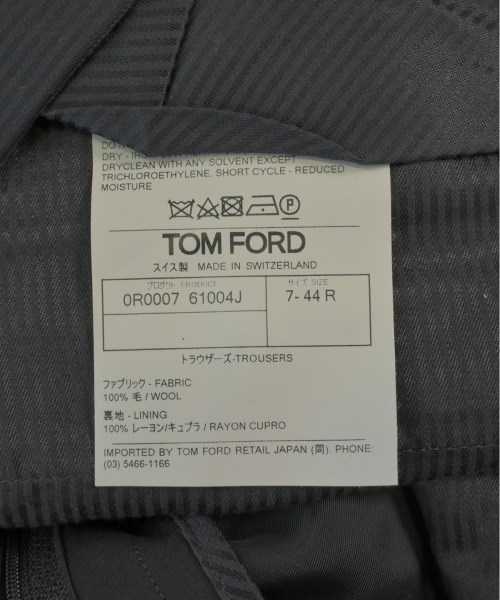 DRY - IRO
DRYCLEAN WITH ANY SOLVENT EXCEPT
TRICHLOROETHYLENE, SHORT CYCLE - REDUCED
MOISTURE
P
TOM FORD
スイス製 MADE IN SWITZERLAND
プロダクト PRODUCT サイズ SIZE
0R0007 61004J 7- 44 R
トラウザーズ-TROUSERS
ファブリック - FABRIC
100% 毛 / WOOL
裏地 - LINING
100% レーヨン/キュプラ / RAYON CUPRO
IMPORTED BY TOM FORD RETAIL JAPAN (同). PHONE:
(03) 5466-1166